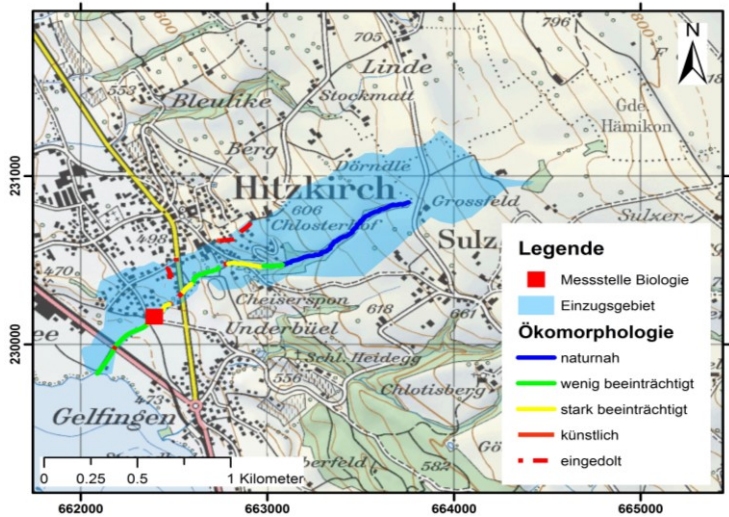 796
705
Linde
553
Stockmatt
Bleulike
Gde.
Hämikon
Berg
Dörndle
231000
Hitzkirch
Grossfeld
606
Chlosterhof
Sulz
Sulzer
498
470
Cheiserspon
618
661
Underbüel
ee
230000
Schl. Heidegg
556
Chlotisberg
473
Gelfingen
582
N
Legende
Messstelle Biologie
Einzugsgebiet
Ökomorphologie
naturnah
wenig beeinträchtigt
stark beeinträchtigt
künstlich
eingedolt
0 0.25 0.5 1 Kilometer
662000 663000 664000 665000